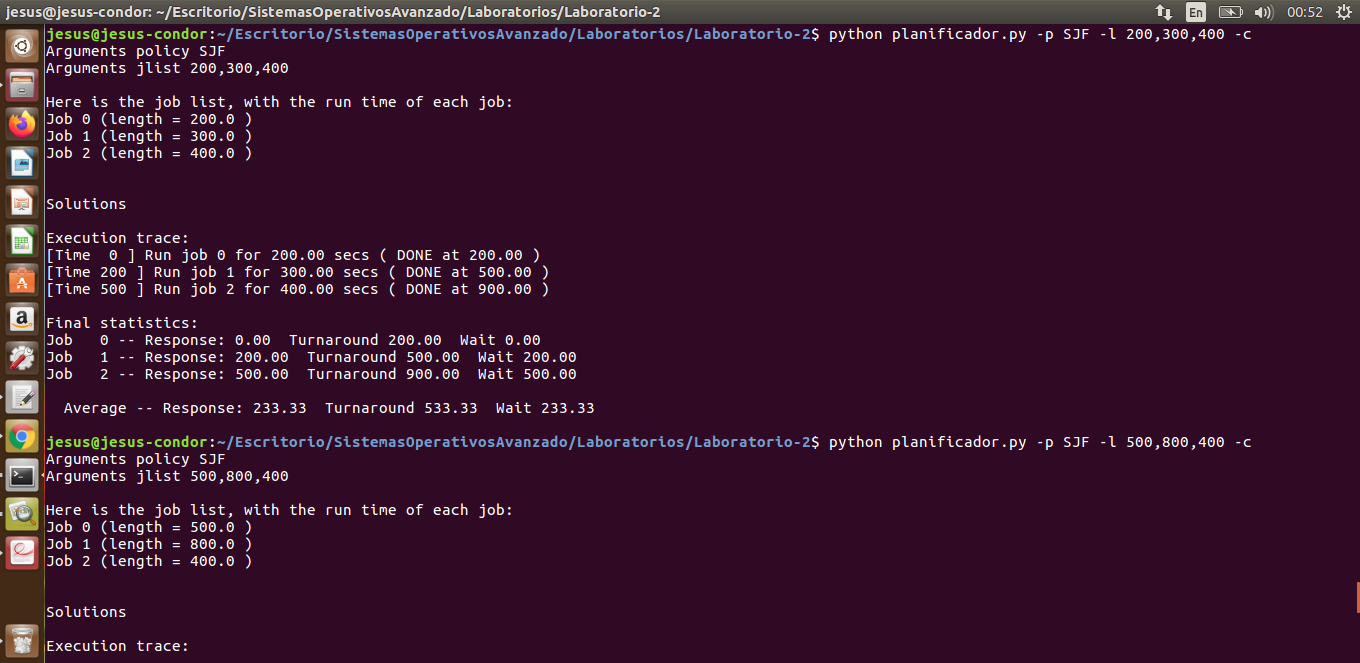 jesus@jesus-condor: ~/Escritorio/SistemasOperativosAvanzado/Laboratorios/Laboratorio-2
En
00:52
jesus@jesus-condor:~/Escritorio/SistemasOperativosAvanzado/Laboratorios/Laboratorio-2$ python planificador.py -p SJF -l 200,300,400 -c
Arguments policy SJF
Arguments jlist 200,300,400
Here is the job list, with the run time of each job:
Job 0 (length = 200.0 )
Job 1 (length = 300.0 )
Job 2 (length = 400.0 )
Solutions
Execution trace:
[Time  0 ] Run job 0 for 200.00 secs ( DONE at 200.00 )
[Time 200 ] Run job 1 for 300.00 secs ( DONE at 500.00 )
[Time 500 ] Run job 2 for 400.00 secs ( DONE at 900.00 )
Final statistics:
Job   0 -- Response: 0.00  Turnaround 200.00  Wait 0.00
Job   1 -- Response: 200.00  Turnaround 500.00  Wait 200.00
Job   2 -- Response: 500.00  Turnaround 900.00  Wait 500.00
  Average -- Response: 233.33  Turnaround 533.33  Wait 233.33
jesus@jesus-condor:~/Escritorio/SistemasOperativosAvanzado/Laboratorios/Laboratorio-2$ python planificador.py -p SJF -l 500,800,400 -c
Arguments policy SJF
Arguments jlist 500,800,400
Here is the job list, with the run time of each job:
Job 0 (length = 500.0 )
Job 1 (length = 800.0 )
Job 2 (length = 400.0 )
Solutions
Execution trace: